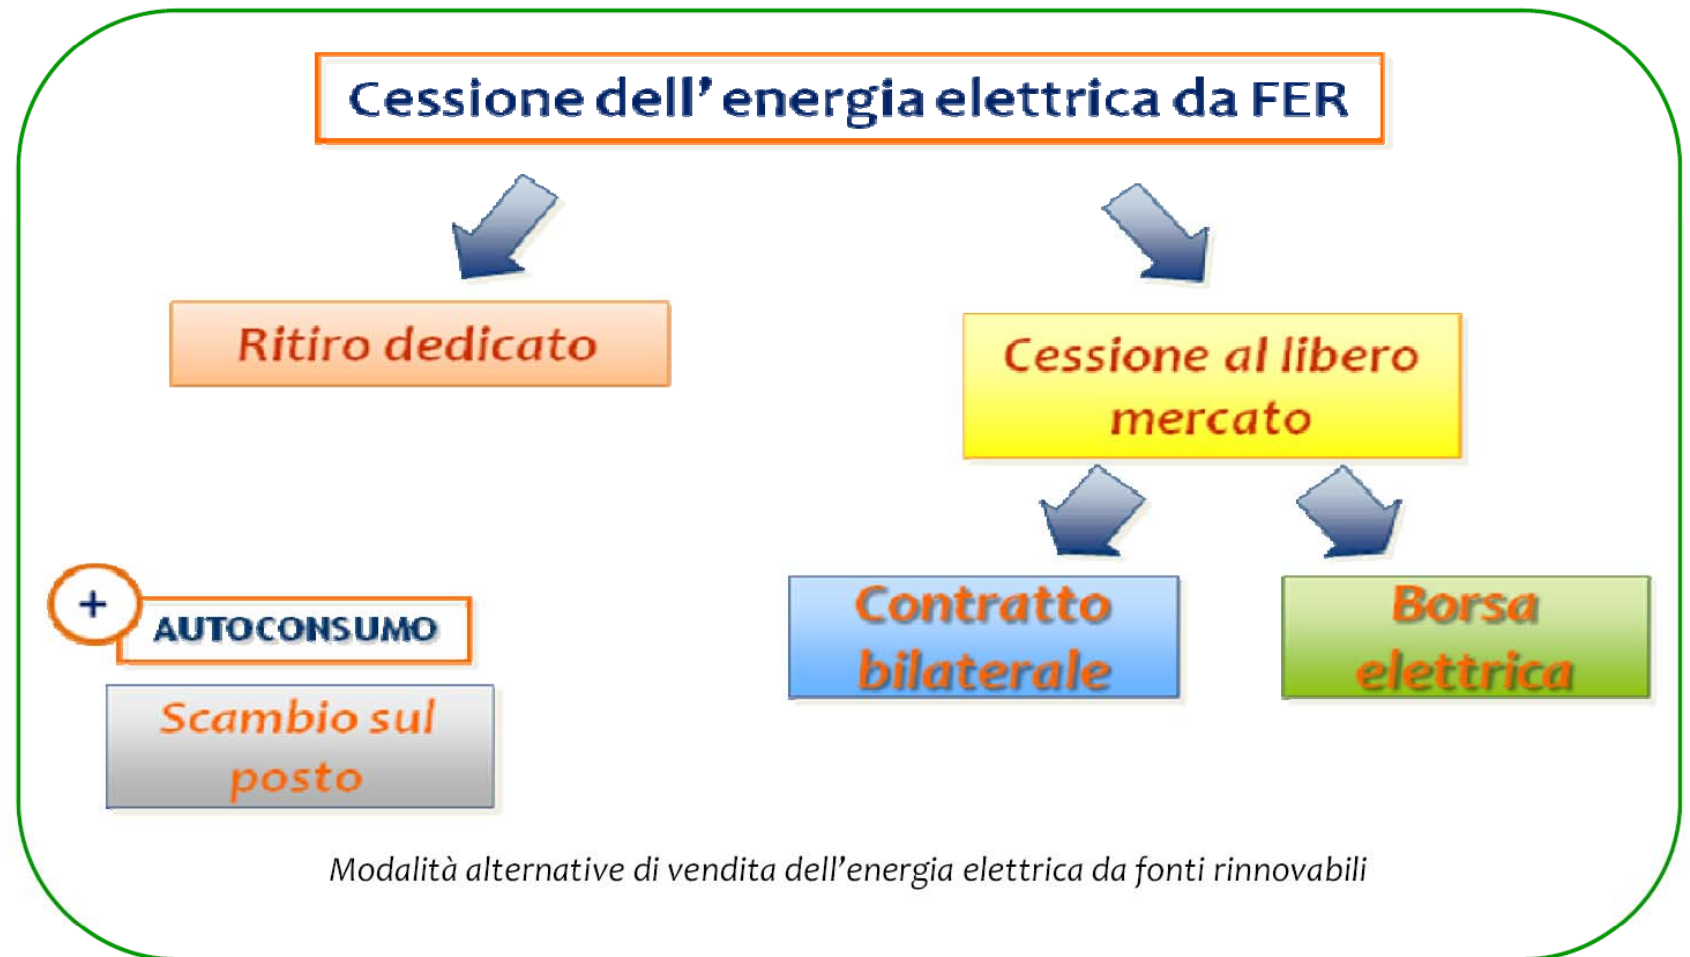 Cessione dell’ energia elettrica da FER
Ritiro dedicato
Cessione al libero
mercato
+
AUTOCONSUMO
Scambio sul
posto
Contratto
bilaterale
Borsa
elettrica
Modalità alternative di vendita dell’energia elettrica da fonti rinnovabili